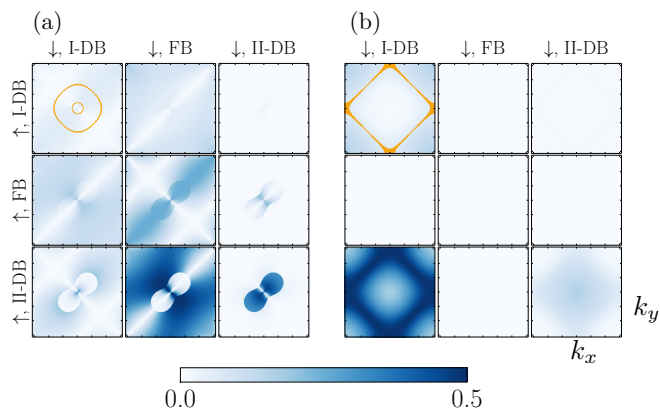 (a)
(b)
↓, I-DB ↓, FB ↓, II-DB
↓, I-DB ↓, FB ↓, II-DB
↑, I-DB
↑, FB
↑, II-DB
k_y
k_x
0.0 0.5